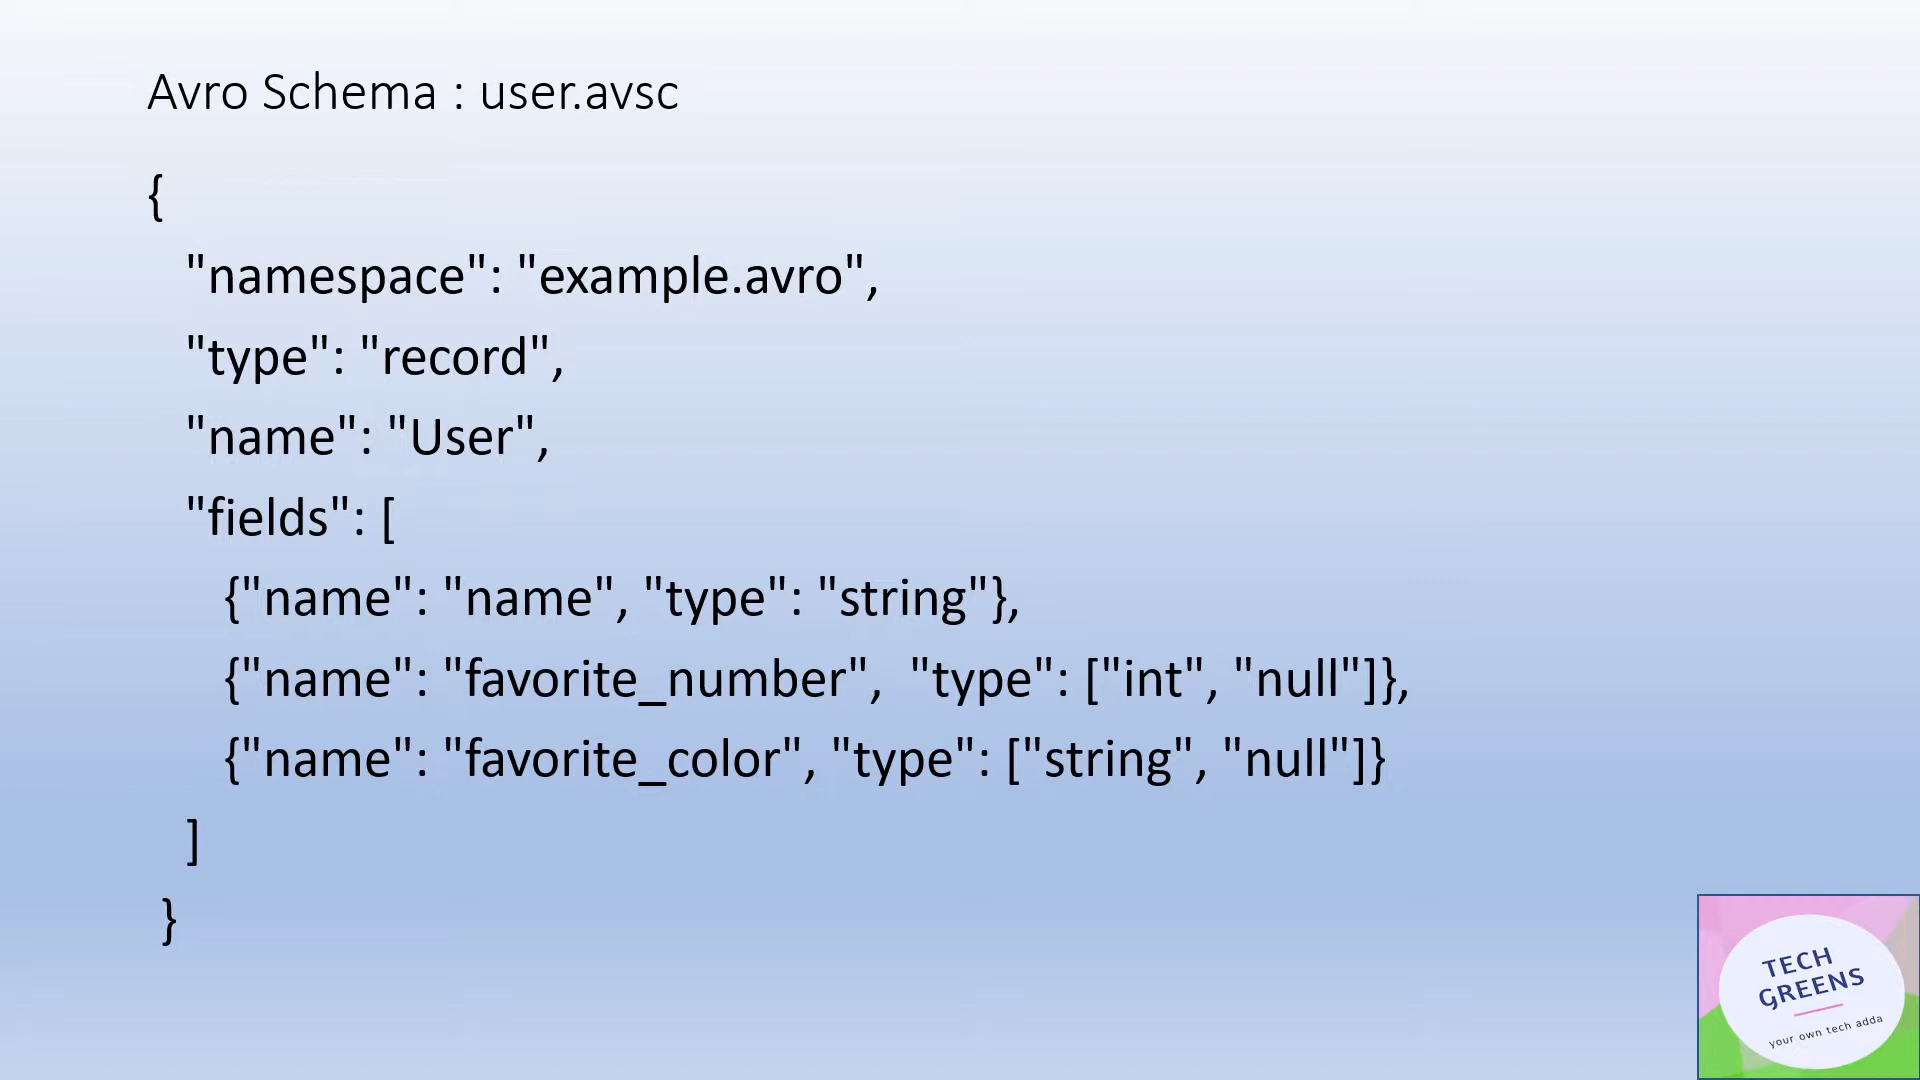 Avro Schema : user.avsc
{
"namespace": "example.avro",
"type": "record",
"name": "User",
"fields": [
{"name": "name", "type": "string"},
{"name": "favorite_number",  "type": ["int", "null"]},
{"name": "favorite_color", "type": ["string", "null"]}
]
}
TECH
GREENS
your own tech adda